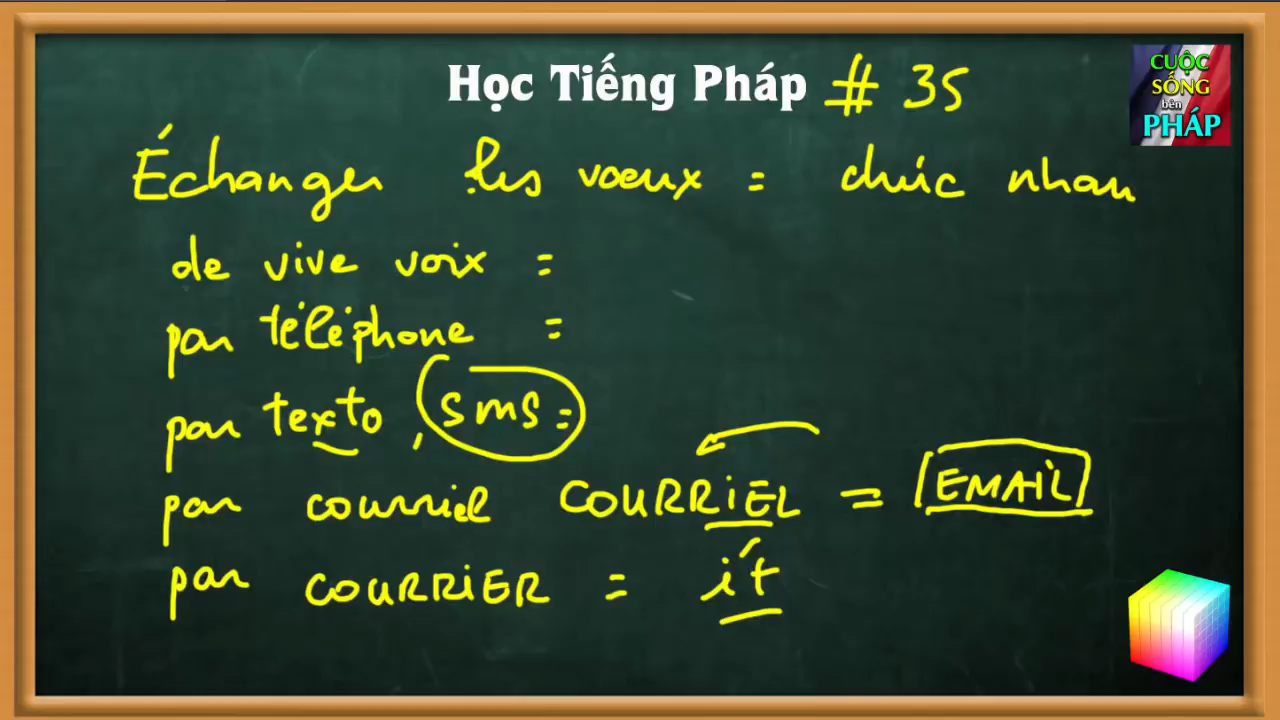 Học Tiếng Pháp # 35
CUỘC
SỐNG
bên
PHÁP
Échanger les vœux = chúc nhau
de vive voix =
par téléphone =
par texto, SMS =
par courriel COURRIEL = EMAIL
par COURRIER = ít